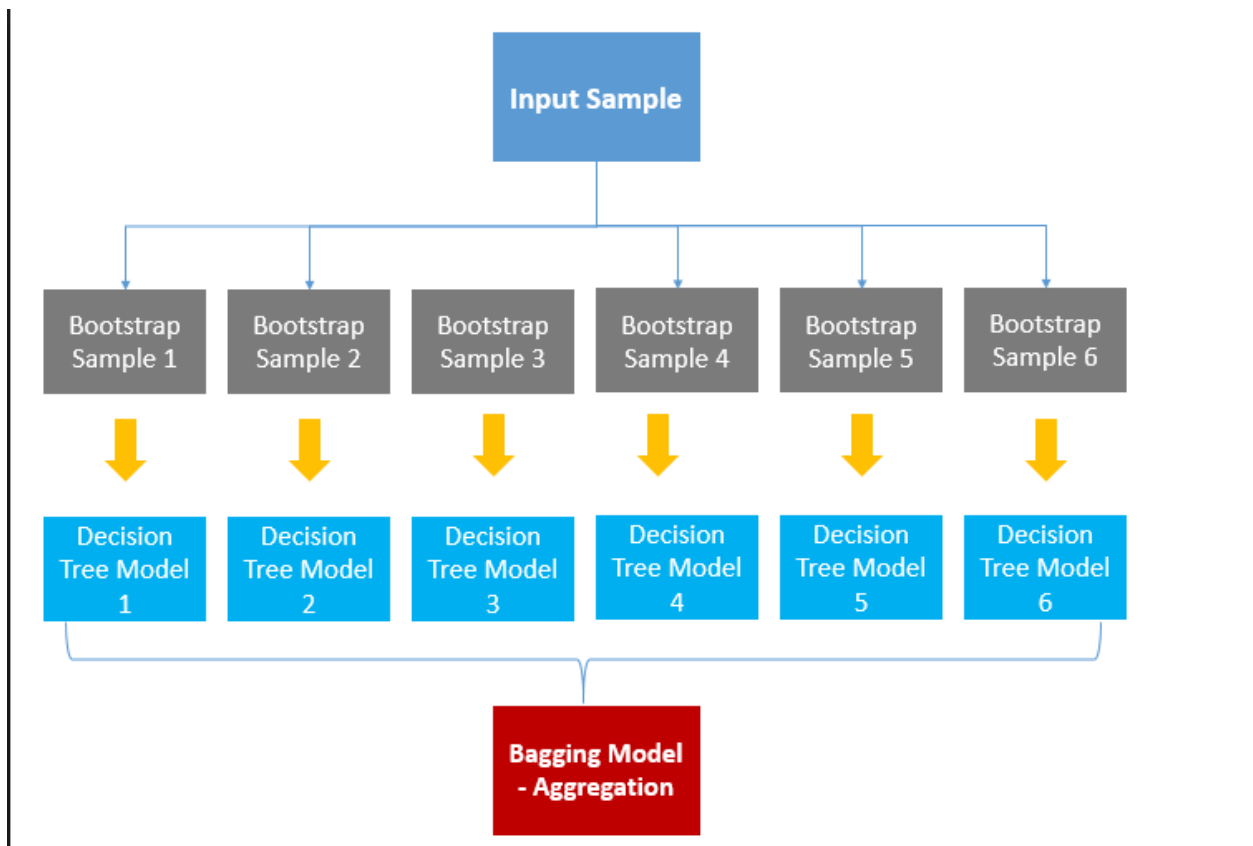 Input Sample
Bootstrap
Sample 1
Bootstrap
Sample 2
Bootstrap
Sample 3
Bootstrap
Sample 4
Bootstrap
Sample 5
Bootstrap
Sample 6
Decision
Tree Model
1
Decision
Tree Model
2
Decision
Tree Model
3
Decision
Tree Model
4
Decision
Tree Model
5
Decision
Tree Model
6
Bagging Model
- Aggregation